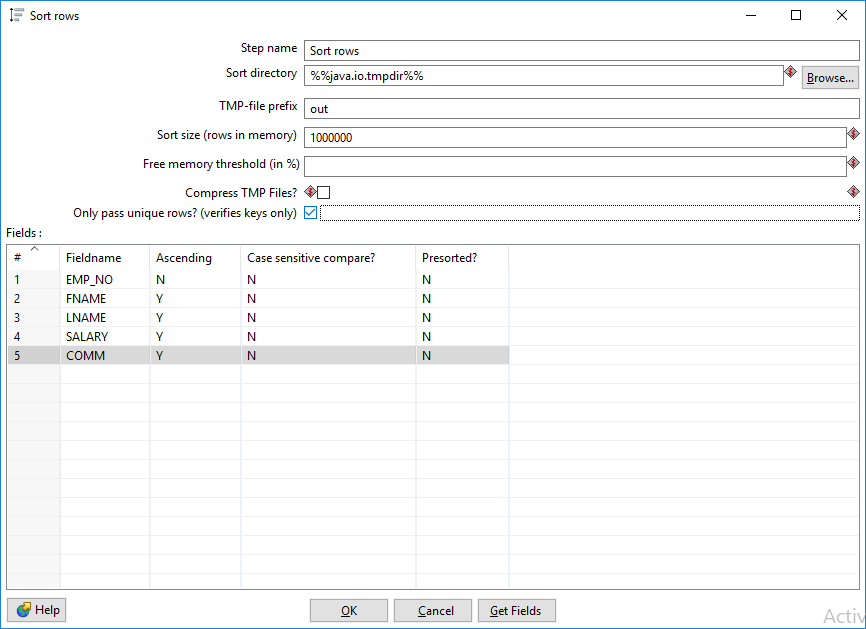 Sort rows
Step name Sort rows
Sort directory %%java.io.tmpdir%% Browse...
TMP-file prefix out
Sort size (rows in memory) 1000000
Free memory threshold (in %)
Compress TMP Files?
Only pass unique rows? (verifies keys only)
Fields :
# Fieldname Ascending Case sensitive compare? Presorted?
1 EMP_NO N N N
2 FNAME Y N N
3 LNAME Y N N
4 SALARY Y N N
5 COMM Y N N
Help OK Cancel Get Fields
Activ